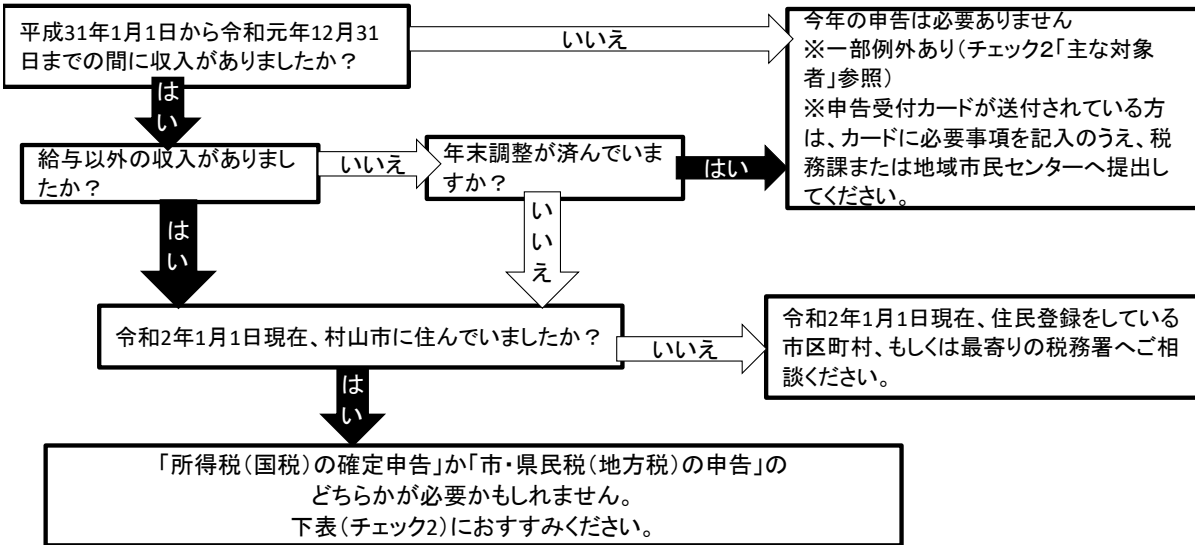 平成31年1月1日から令和元年12月31
日までの間に収入がありましたか？
いいえ
今年の申告は必要ありません
※一部例外あり（チェック２「主な対象
者」参照）
※申告受付カードが送付されている方
は、カードに必要事項を記入のうえ、税
務課または地域市民センターへ提出し
てください。
はい
給与以外の収入がありまし
たか？
いいえ
年末調整が済んでいま
すか？
はい
はい
いいえ
令和2年1月1日現在、村山市に住んでいましたか？
いいえ
令和2年1月1日現在、住民登録をしている
市区町村、もしくは最寄りの税務署へご相
談ください。
はい
「所得税（国税）の確定申告」か「市・県民税（地方税）の申告」の
どちらかが必要かもしれません。
下表（チェック2）におすすみください。